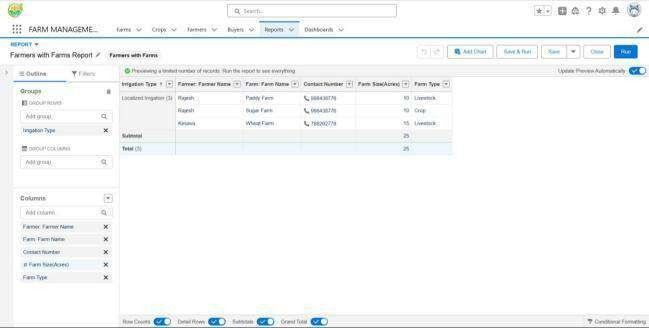 Search...
FARM MANAGEME... Farms Crops Farmers Buyers Reports Dashboards
REPORT
Farmers with Farms Report Farmers with Farms
Add Chart Save & Run Save Close Run
Outline Filters
Previewing a limited number of records. Run the report to see everything.
Update Preview Automatically
Groups
GROUP ROWS
Add group...
Irrigation Type
GROUP COLUMNS
Add group...
Columns
Add column...
Farmer: Farmer Name
Farm: Farm Name
Contact Number
# Farm Size(Acres)
Farm Type
Irrigation Type ↑ Farmer: Farmer Name Farm: Farm Name Contact Number Farm Size(Acres) Farm Type
Localized Irrigation (3) Rajesh Paddy Farm 10 Livestock
Rajesh Sugar Farm 10 Crop
Kesava Wheat Farm 15 Livestock
Subtotal 25
Total (3) 25
Row Counts Detail Rows Subtotals Grand Total
Conditional Formatting